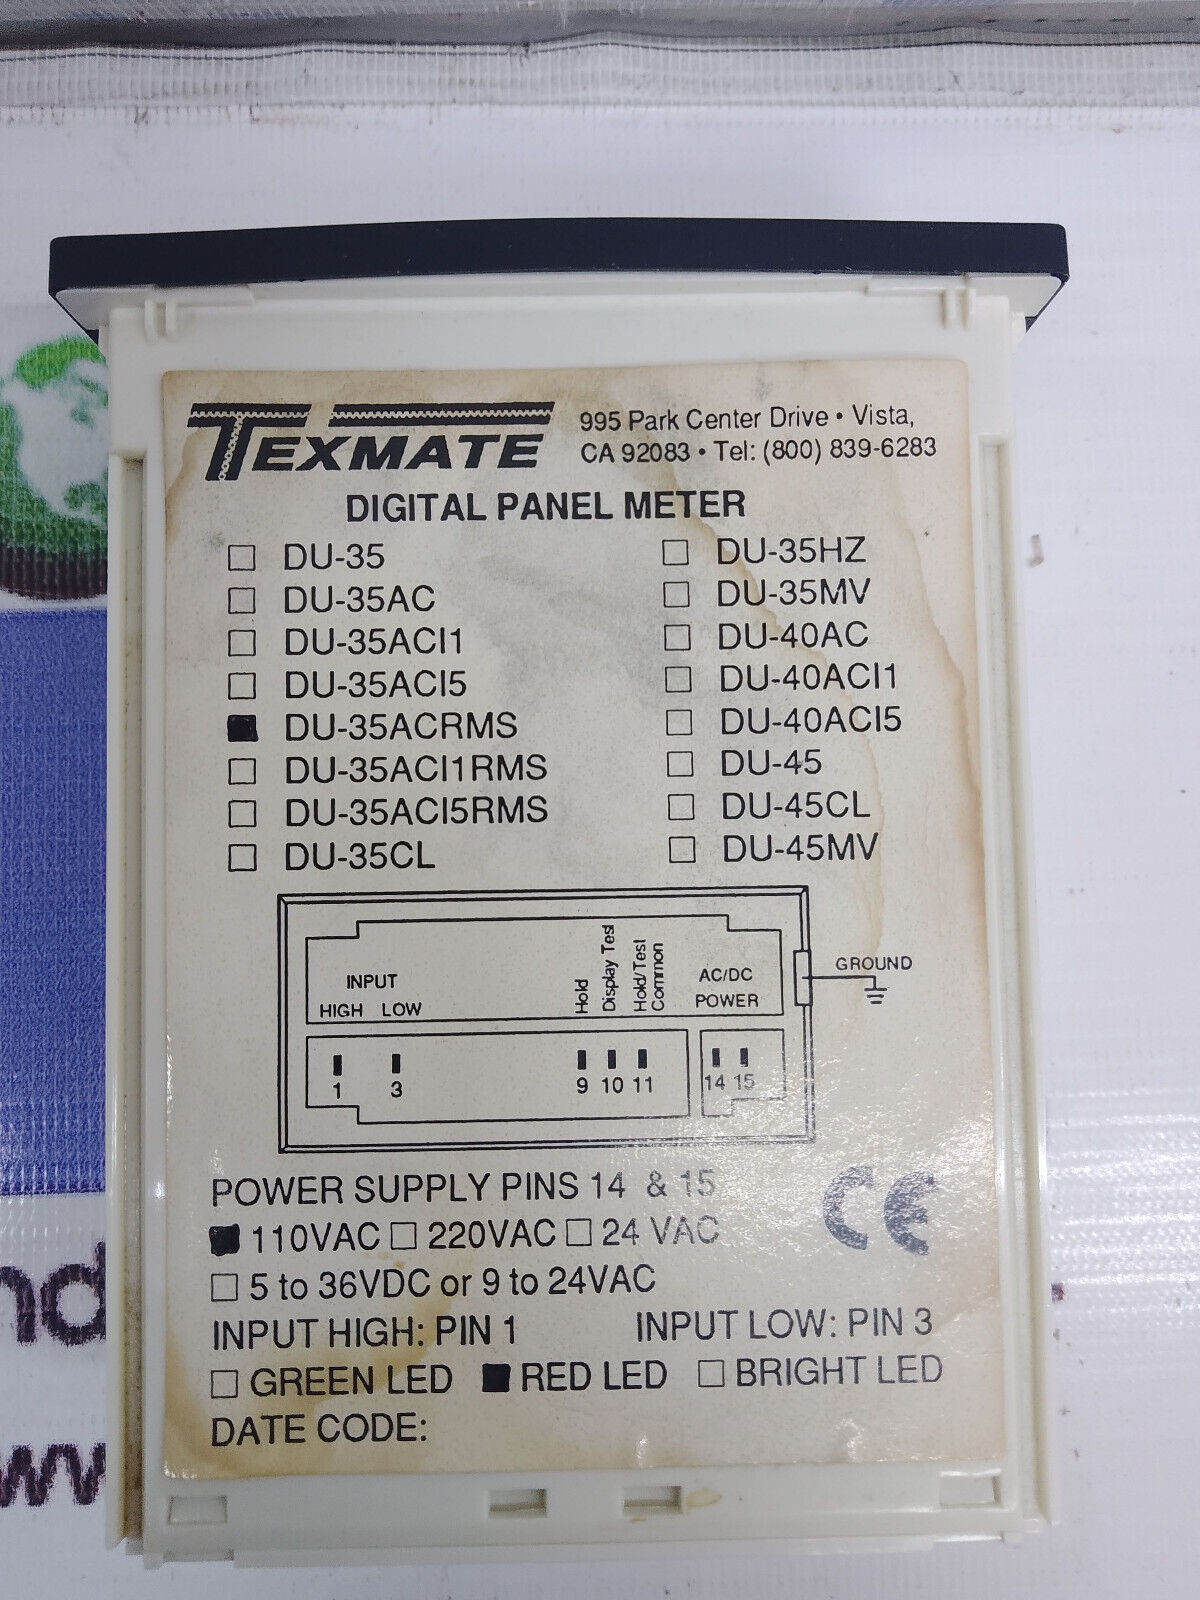 TEXMATE
995 Park Center Drive • Vista,
CA 92083 • Tel: (800) 839-6283
DIGITAL PANEL METER
DU-35
DU-35AC
DU-35ACI1
DU-35ACI5
DU-35ACRMS
DU-35ACI1RMS
DU-35ACI5RMS
DU-35CL
DU-35HZ
DU-35MV
DU-40AC
DU-40ACI1
DU-40ACI5
DU-45
DU-45CL
DU-45MV
INPUT
HIGH LOW
Hold
Display Test
Hold/Test
Common
AC/DC
POWER
GROUND
1 3 9 10 11 14 15
POWER SUPPLY PINS 14 & 15
110VAC 220VAC 24 VAC
CE
5 to 36VDC or 9 to 24VAC
INPUT HIGH: PIN 1 INPUT LOW: PIN 3
GREEN LED RED LED BRIGHT LED
DATE CODE: